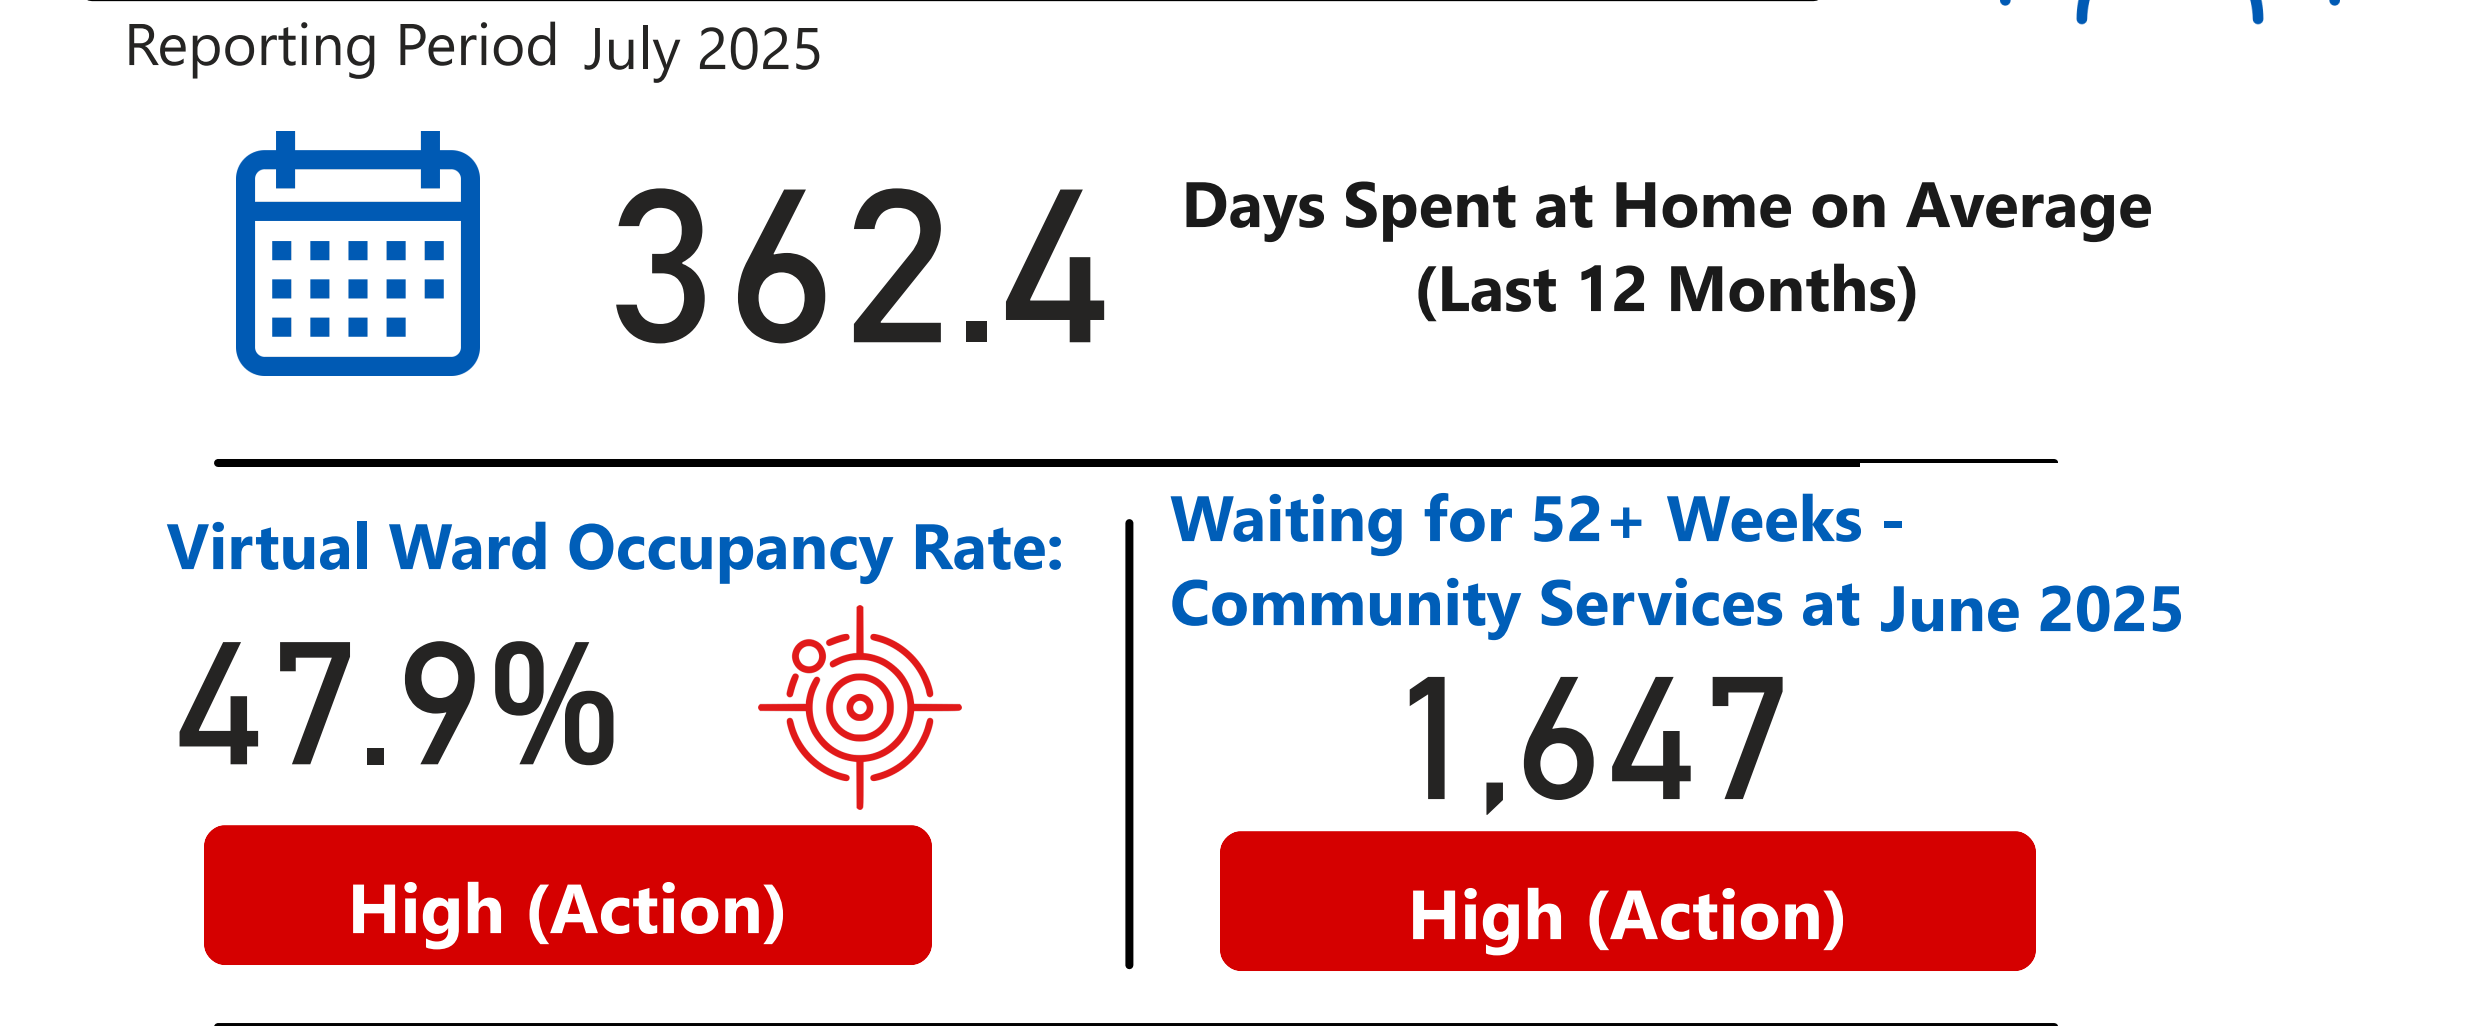 Reporting Period July 2025
362.4
Days Spent at Home on Average
(Last 12 Months)
Virtual Ward Occupancy Rate:
47.9%
High (Action)
Waiting for 52+ Weeks -
Community Services at June 2025
1,647
High (Action)